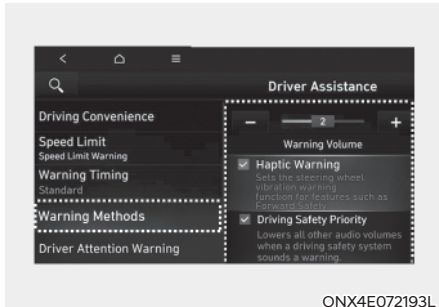 Driver Assistance
Driving Convenience
Speed Limit
Speed Limit Warning
Warning Timing
Standard
Warning Methods
Driver Attention Warning
− 2 +
Warning Volume
Haptic Warning
Sets the steering wheel
vibration warning
function for features such as
Forward Safety
Driving Safety Priority
Lowers all other audio volumes
when a driving safety system
sounds a warning.
ONX4E072193L